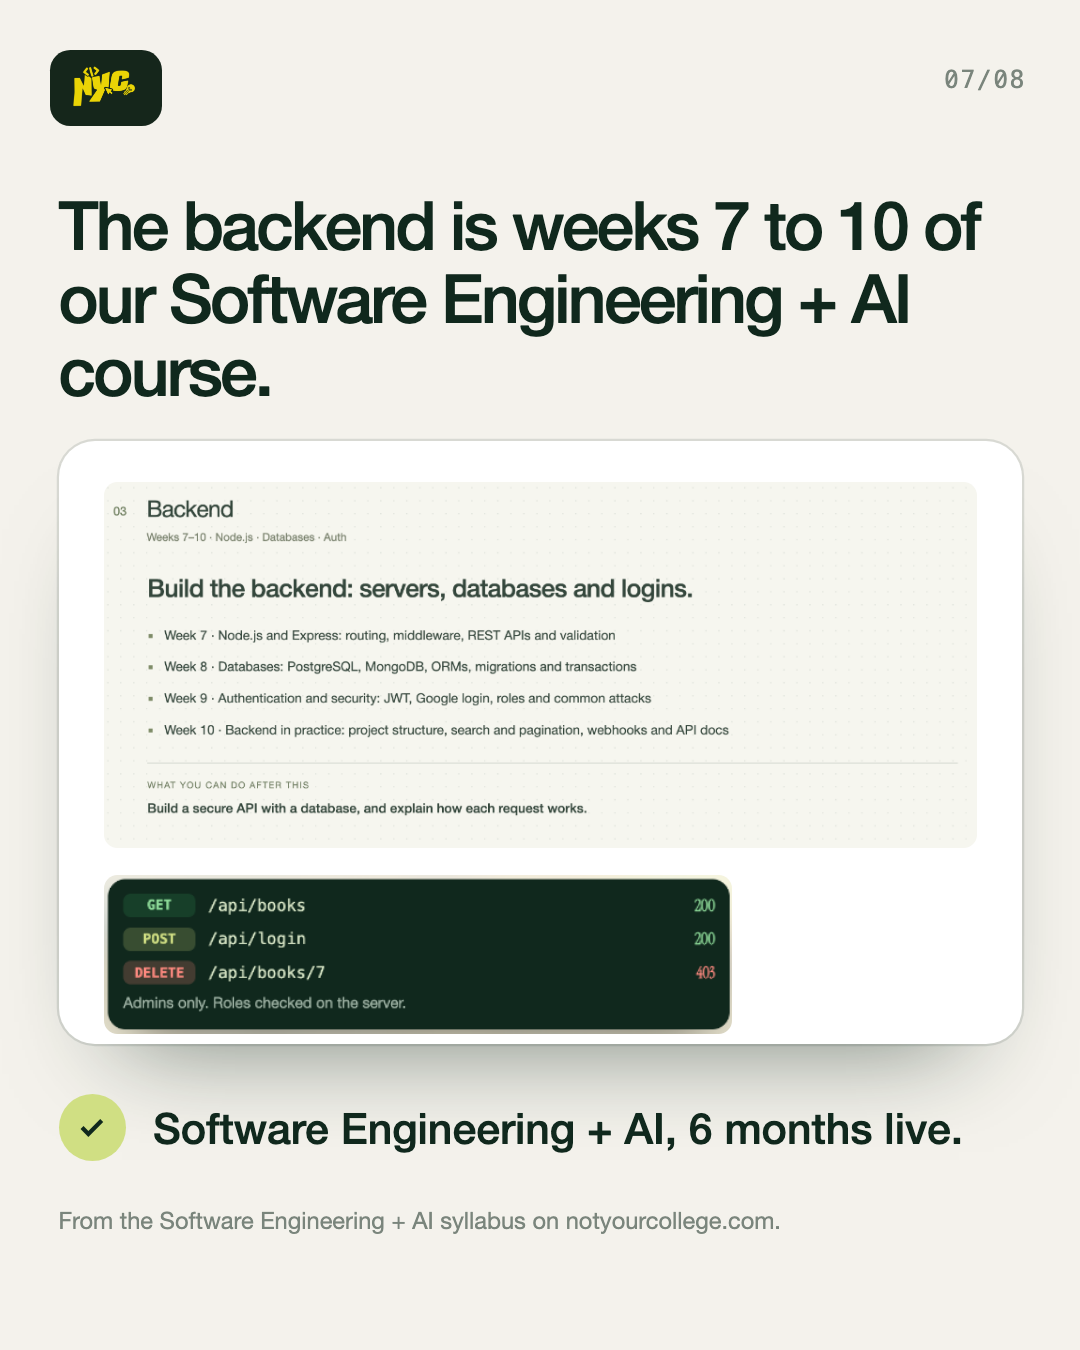 NYC
07/08
The backend is weeks 7 to 10 of
our Software Engineering + AI
course.
03 Backend
Weeks 7–10 · Node.js · Databases · Auth
Build the backend: servers, databases and logins.
▪ Week 7 · Node.js and Express: routing, middleware, REST APIs and validation
▪ Week 8 · Databases: PostgreSQL, MongoDB, ORMs, migrations and transactions
▪ Week 9 · Authentication and security: JWT, Google login, roles and common attacks
▪ Week 10 · Backend in practice: project structure, search and pagination, webhooks and API docs
WHAT YOU CAN DO AFTER THIS
Build a secure API with a database, and explain how each request works.
GET /api/books 200
POST /api/login 200
DELETE /api/books/7 403
Admins only. Roles checked on the server.
Software Engineering + AI, 6 months live.
From the Software Engineering + AI syllabus on notyourcollege.com.